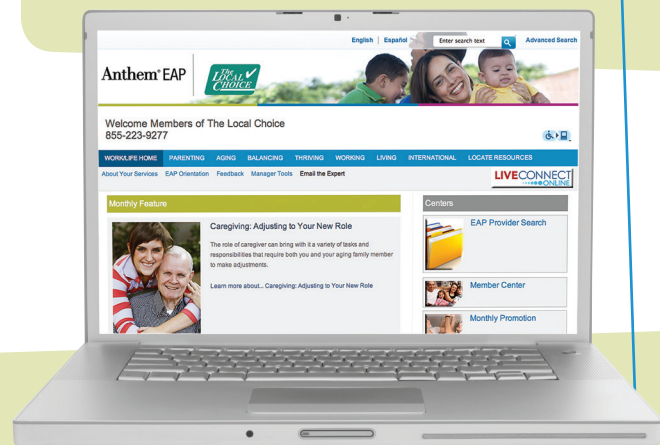 English | Español
Enter search text
Advanced Search
Anthem® EAP
The Local Choice
Welcome Members of The Local Choice
855-223-9277
WORK/LIFE HOME PARENTING AGING BALANCING THRIVING WORKING LIVING INTERNATIONAL LOCATE RESOURCES
About Your Services EAP Orientation Feedback Manager Tools Email the Expert
LIVECONNECT
ONLINE
Monthly Feature
Caregiving: Adjusting to Your New Role
The role of caregiver can bring with it a variety of tasks and
responsibilities that require both you and your aging family member
to make adjustments.
Learn more about... Caregiving: Adjusting to Your New Role
Centers
EAP Provider Search
Member Center
Monthly Promotion